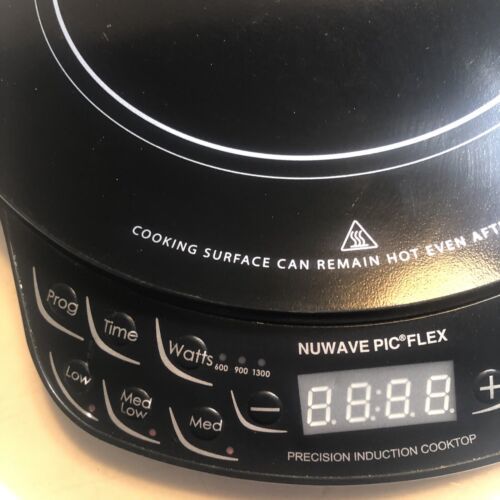 COOKING SURFACE CAN REMAIN HOT EVEN AFTE
Prog
Time
Watts
600 900 1300
NUWAVE PIC®FLEX
Low
Med
Low
Med
−
8.8.8.8
+
PRECISION INDUCTION COOKTOP